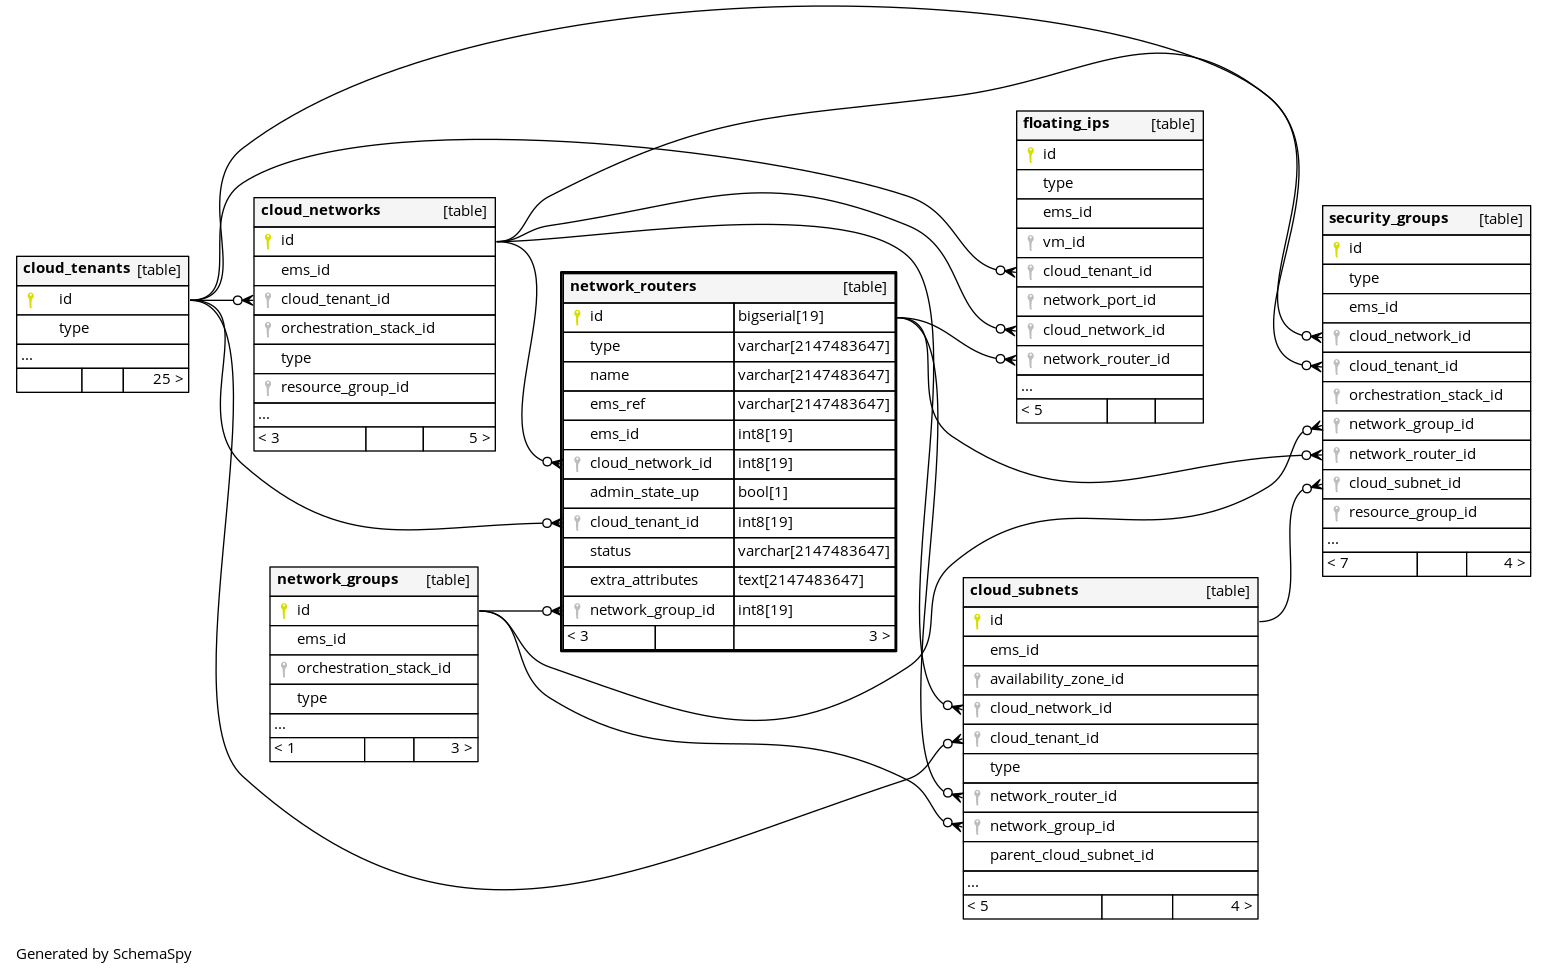 cloud_tenants [table]
id
type
...
25 >
cloud_networks [table]
id
ems_id
cloud_tenant_id
orchestration_stack_id
type
resource_group_id
...
< 3 5 >
network_groups [table]
id
ems_id
orchestration_stack_id
type
...
< 1 3 >
network_routers [table]
id bigserial[19]
type varchar[2147483647]
name varchar[2147483647]
ems_ref varchar[2147483647]
ems_id int8[19]
cloud_network_id int8[19]
admin_state_up bool[1]
cloud_tenant_id int8[19]
status varchar[2147483647]
extra_attributes text[2147483647]
network_group_id int8[19]
< 3 3 >
floating_ips [table]
id
type
ems_id
vm_id
cloud_tenant_id
network_port_id
cloud_network_id
network_router_id
...
< 5
cloud_subnets [table]
id
ems_id
availability_zone_id
cloud_network_id
cloud_tenant_id
type
network_router_id
network_group_id
parent_cloud_subnet_id
...
< 5 4 >
security_groups [table]
id
type
ems_id
cloud_network_id
cloud_tenant_id
orchestration_stack_id
network_group_id
network_router_id
cloud_subnet_id
resource_group_id
...
< 7 4 >
Generated by SchemaSpy